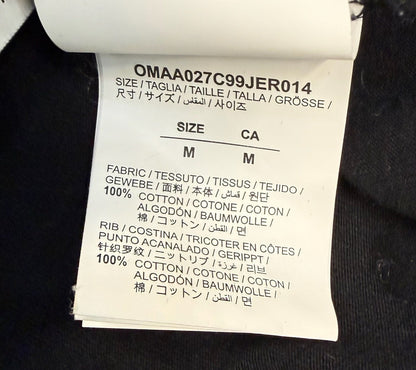 OMAA027C99JER014
SIZE / TAGLIA / TAILLE / TALLA / GRÖSSE /
尺寸 / サイズ / المقاس / 사이즈
SIZE CA
M M
FABRIC / TESSUTO / TISSUS / TEJIDO /
GEWEBE / 面料 / 本体 / قماش / 원단
100% COTTON / COTONE / COTON /
ALGODÓN / BAUMWOLLE /
棉 / コットン / القطن / 면
RIB / COSTINA / TRICOTER EN CÔTES /
PUNTO ACANALADO / GERIPPT /
针织罗纹 / ニットリブ / غرزة / 리브
100% COTTON / COTONE / COTON /
ALGODÓN / BAUMWOLLE /
棉 / コットン / القطن / 면